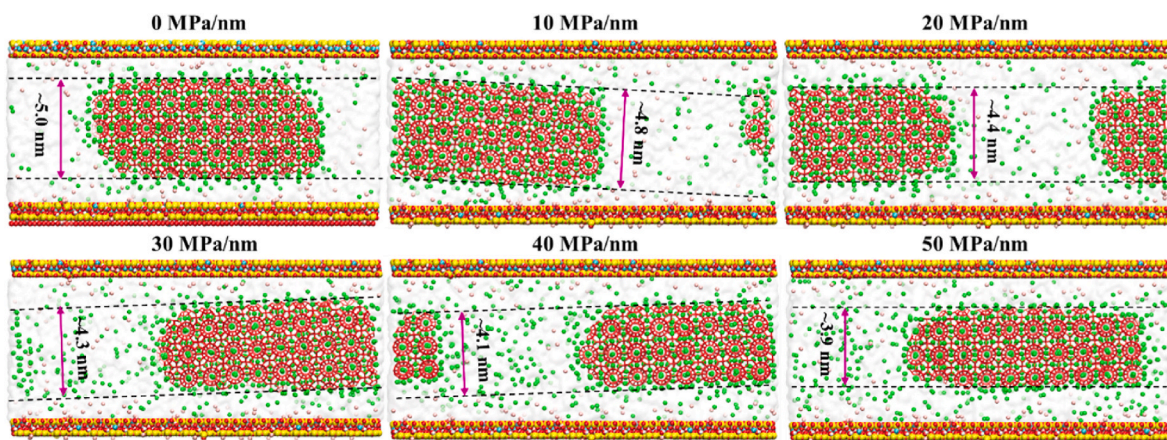 0 MPa/nm
10 MPa/nm
20 MPa/nm
~5.0 nm
~4.8 nm
~4.4 nm
30 MPa/nm
40 MPa/nm
50 MPa/nm
~4.3 nm
~4.1 nm
~3.9 nm